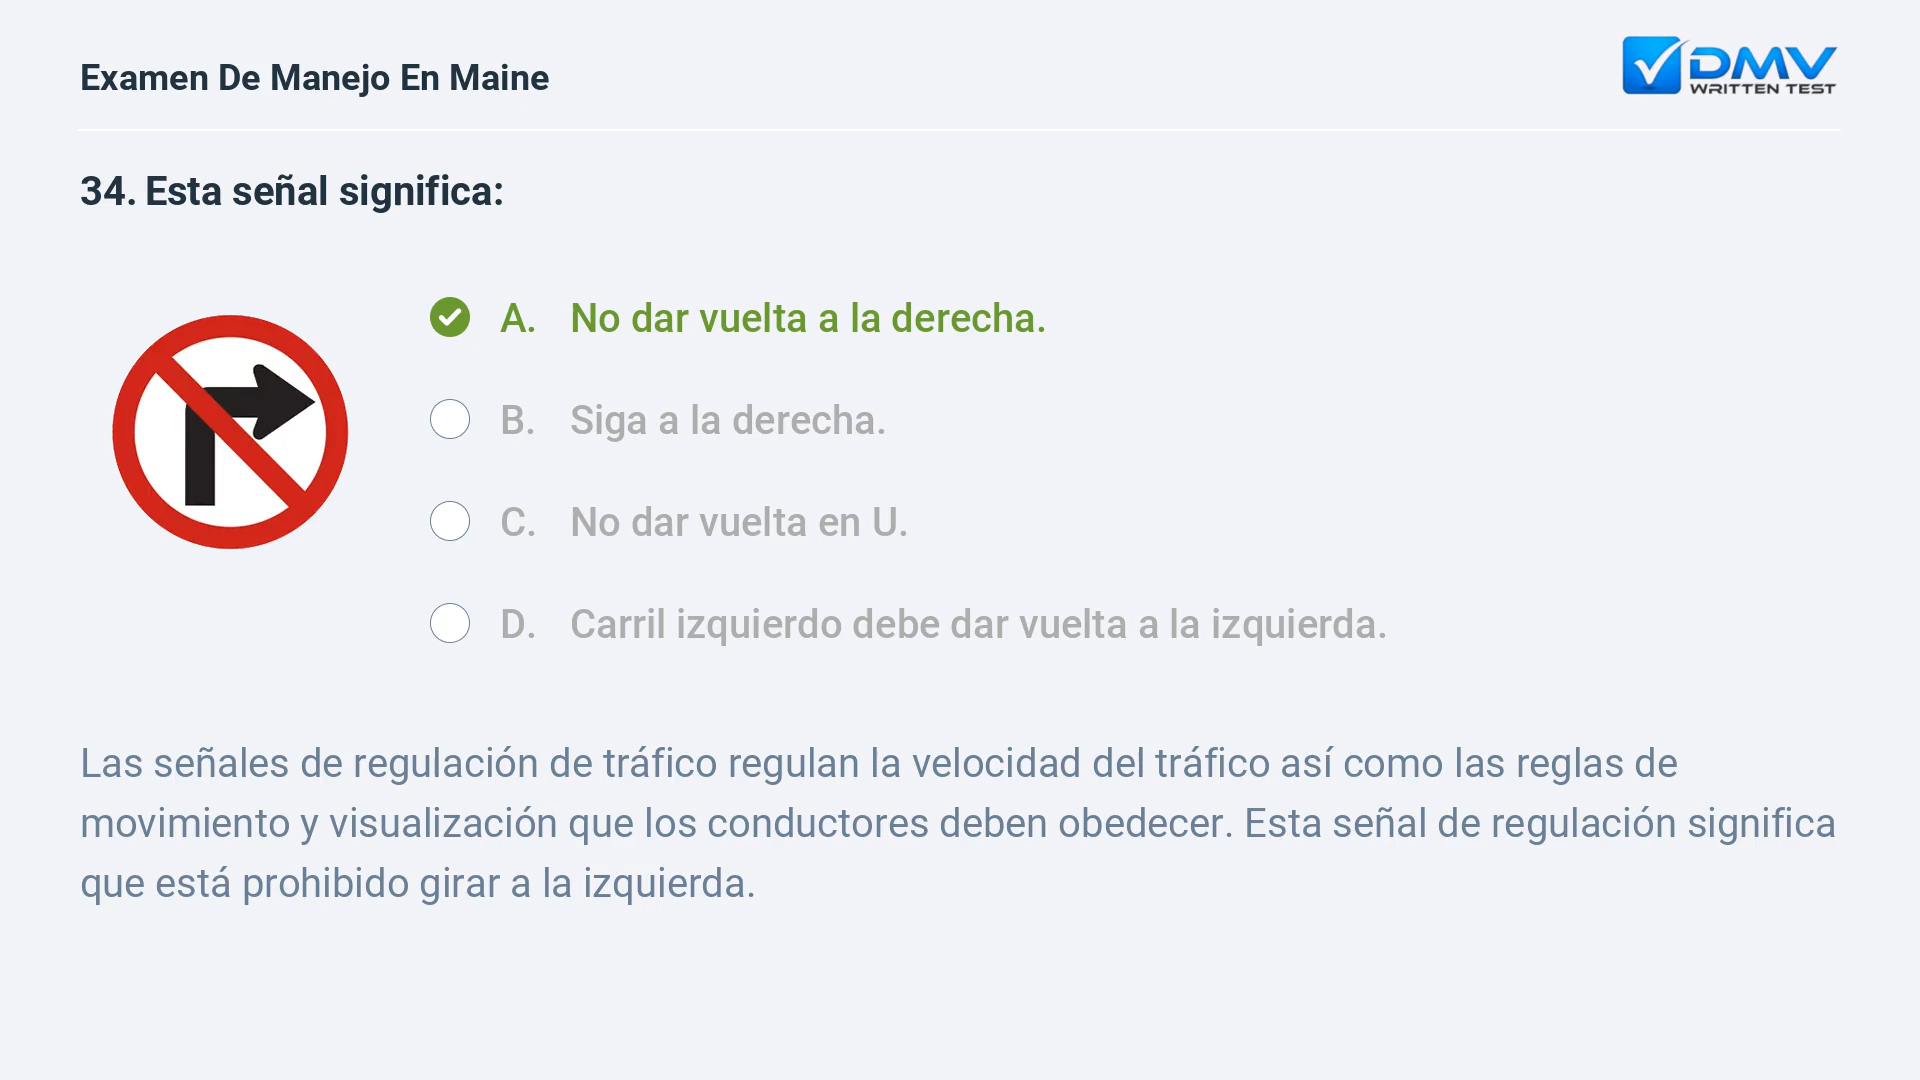 Examen De Manejo En Maine
DMV
WRITTEN TEST
34. Esta señal significa:
A. No dar vuelta a la derecha.
B. Siga a la derecha.
C. No dar vuelta en U.
D. Carril izquierdo debe dar vuelta a la izquierda.
Las señales de regulación de tráfico regulan la velocidad del tráfico así como las reglas de
movimiento y visualización que los conductores deben obedecer. Esta señal de regulación significa
que está prohibido girar a la izquierda.